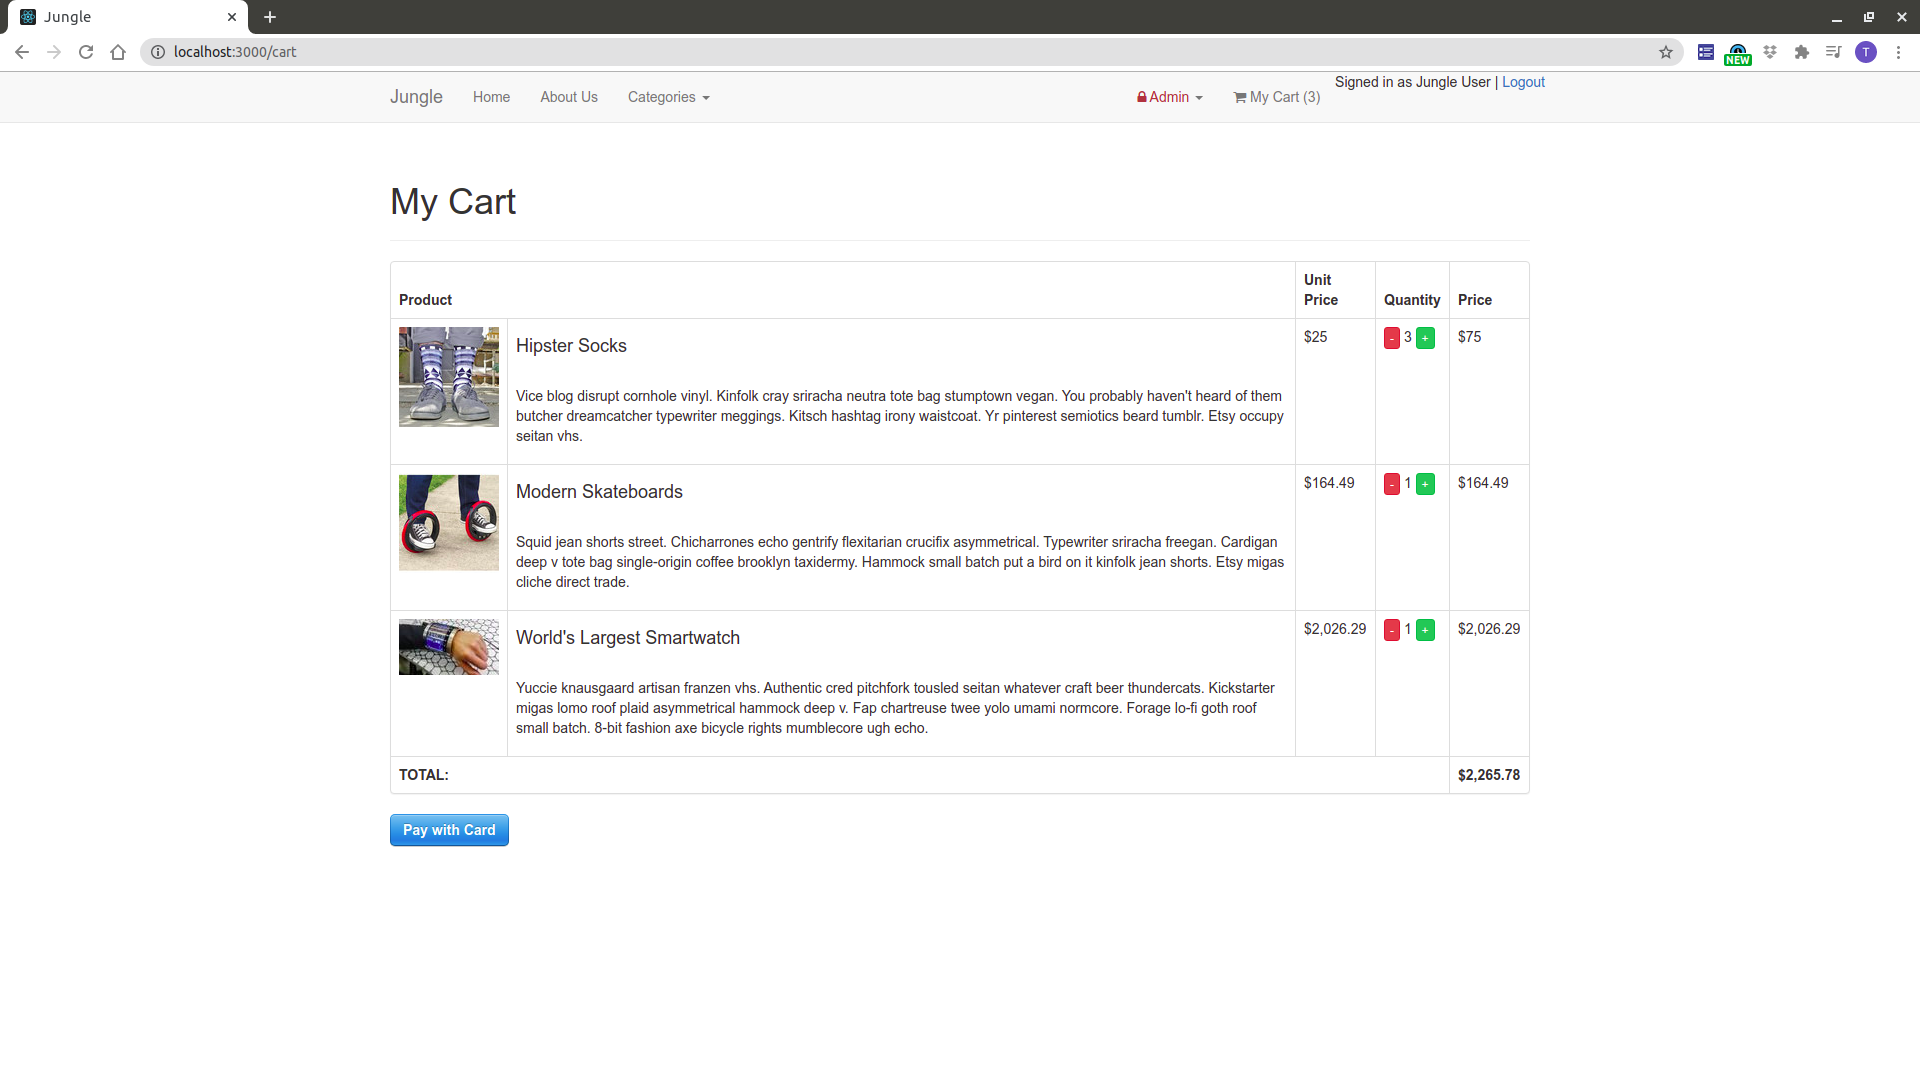 Jungle
localhost:3000/cart
NEW
T
Jungle Home About Us Categories Admin My Cart (3) Signed in as Jungle User | Logout
My Cart
Product Unit Price Quantity Price
Hipster Socks $25 - 3 + $75
Vice blog disrupt cornhole vinyl. Kinfolk cray sriracha neutra tote bag stumptown vegan. You probably haven't heard of them
butcher dreamcatcher typewriter meggings. Kitsch hashtag irony waistcoat. Yr pinterest semiotics beard tumblr. Etsy occupy
seitan vhs.
Modern Skateboards $164.49 - 1 + $164.49
Squid jean shorts street. Chicharrones echo gentrify flexitarian crucifix asymmetrical. Typewriter sriracha freegan. Cardigan
deep v tote bag single-origin coffee brooklyn taxidermy. Hammock small batch put a bird on it kinfolk jean shorts. Etsy migas
cliche direct trade.
World's Largest Smartwatch $2,026.29 - 1 + $2,026.29
Yuccie knausgaard artisan franzen vhs. Authentic cred pitchfork tousled seitan whatever craft beer thundercats. Kickstarter
migas lomo roof plaid asymmetrical hammock deep v. Fap chartreuse twee yolo umami normcore. Forage lo-fi goth roof
small batch. 8-bit fashion axe bicycle rights mumblecore ugh echo.
TOTAL: $2,265.78
Pay with Card